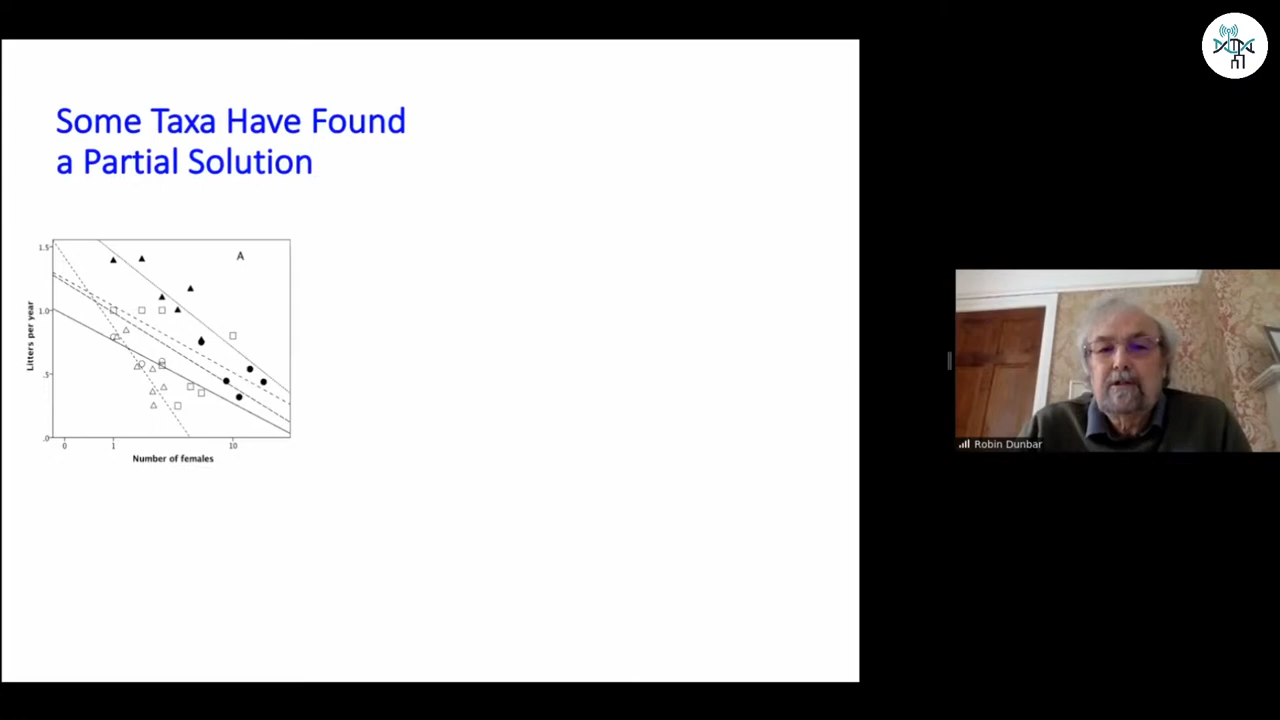 Some Taxa Have Found
a Partial Solution
A
1.5
1.0
.5
.0
0
1
10
Litters per year
Number of females
Robin Dunbar